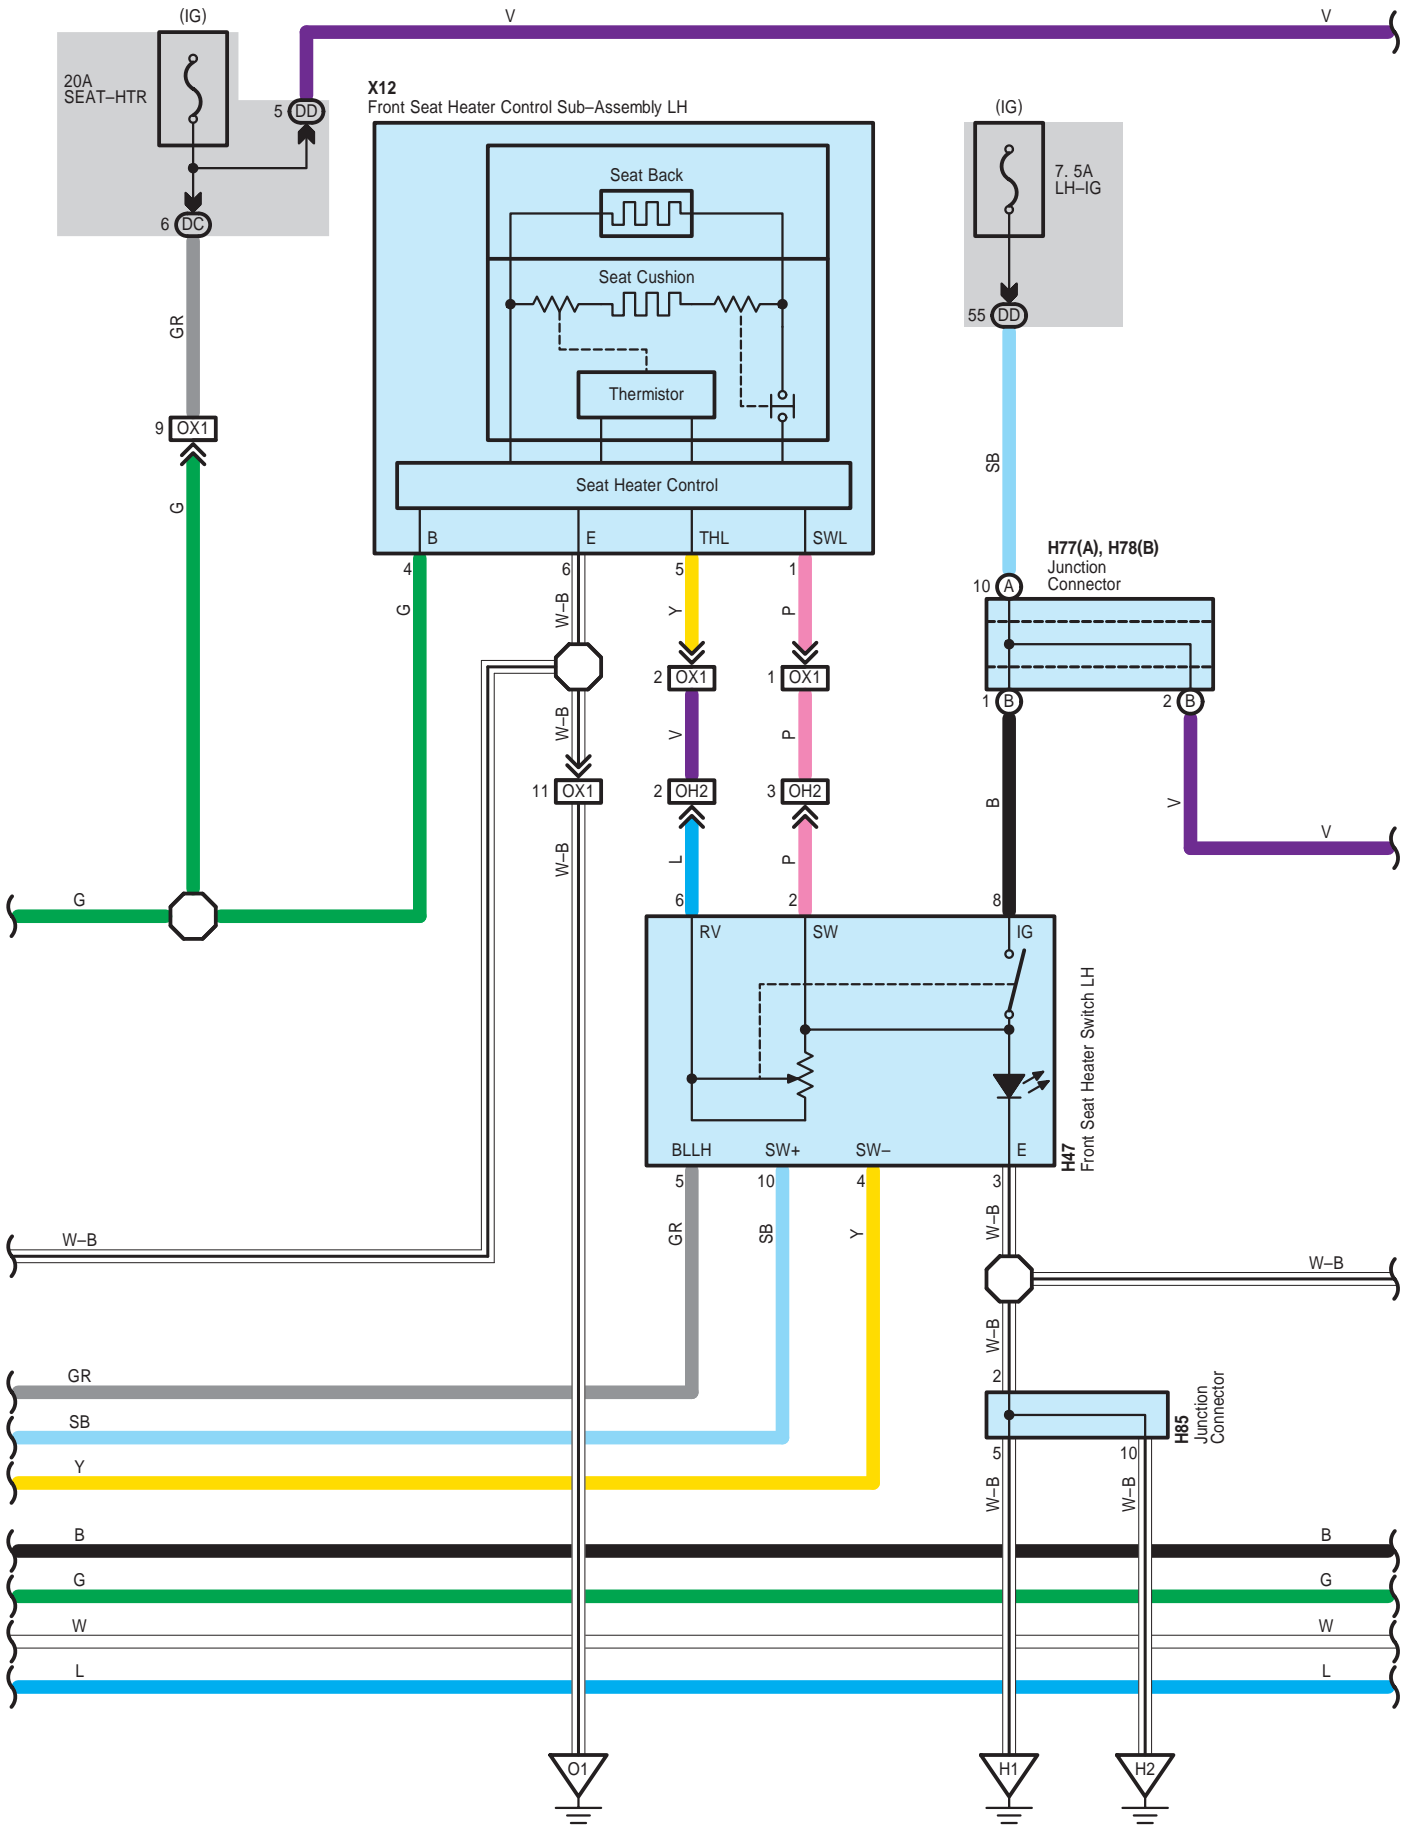 (IG)
V
V
20A
SEAT–HTR
5 DD
6 DC
X12
Front Seat Heater Control Sub–Assembly LH
(IG)
7. 5A
LH–IG
55 DD
Seat Back
Seat Cushion
Thermistor
Seat Heater Control
B
E
THL
SWL
GR
9 OX1
G
SB
4
6
5
1
G
W–B
Y
P
H77(A), H78(B)
Junction
Connector
10 A
2 OX1
1 OX1
1 B
2 B
W–B
V
P
11 OX1
2 OH2
3 OH2
B
V
V
W–B
L
P
G
6
2
8
RV
SW
IG
BLLH
SW+
SW–
E
H47
Front Seat Heater Switch LH
5
10
4
3
GR
SB
Y
W–B
W–B
W–B
W–B
2
GR
SB
Y
H85
Junction
Connector
5
10
W–B
W–B
B
B
G
G
W
W
L
L
O1
H1
H2